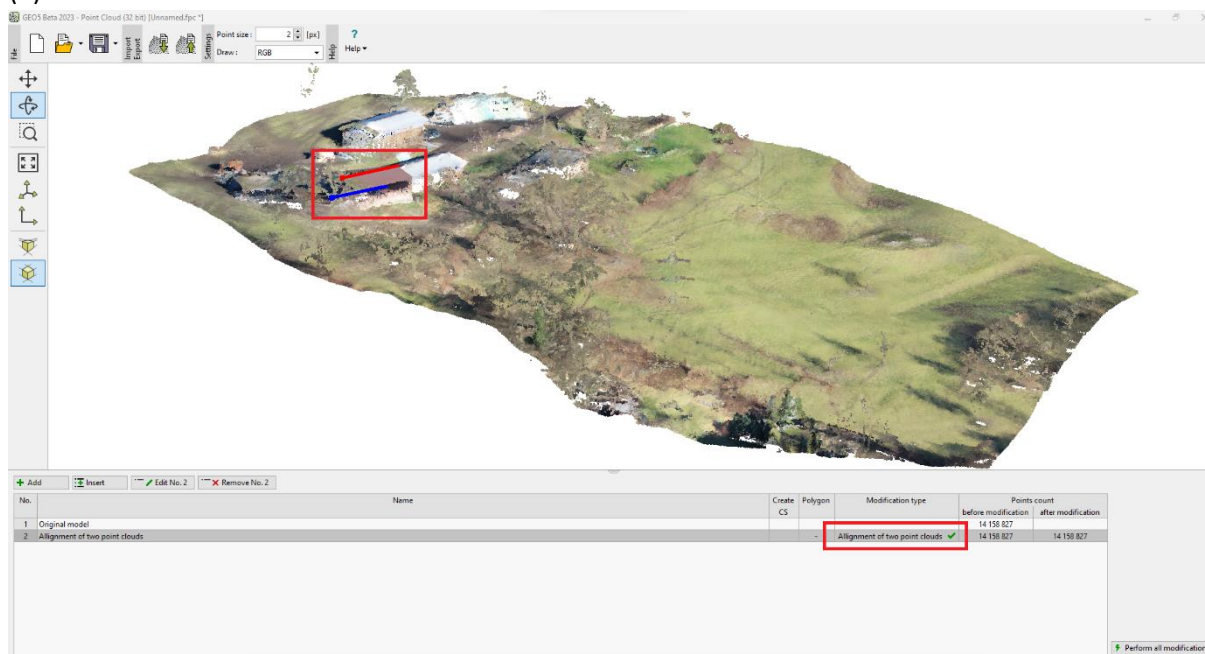 GEO5 Beta 2023 - Point Cloud (32 bit) [Unnamed.fpc *]
File
Import
Export
Settings
Point size :
2
[px]
Draw :
RGB
Help
?
Help
Add
Insert
Edit No. 2
Remove No. 2
No.
Name
Create
CS
Polygon
Modification type
Points count
before modification
after modification
1
Original model
14 158 827
2
Alignment of two point clouds
-
Allignment of two point clouds
14 158 827
14 158 827
Perform all modification